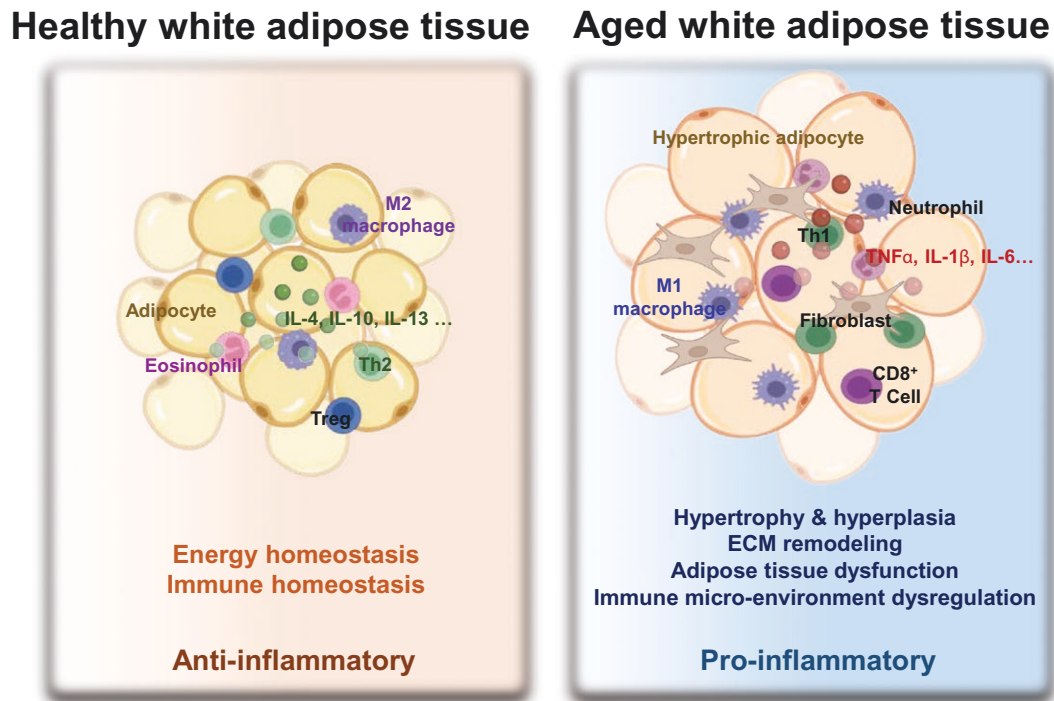 Healthy white adipose tissue
M2
macrophage
Adipocyte
IL-4, IL-10, IL-13 ...
Eosinophil
Th2
Treg
Energy homeostasis
Immune homeostasis
Anti-inflammatory
Aged white adipose tissue
Hypertrophic adipocyte
Neutrophil
Th1
TNFα, IL-1β, IL-6...
M1
macrophage
Fibroblast
CD8⁺
T Cell
Hypertrophy & hyperplasia
ECM remodeling
Adipose tissue dysfunction
Immune micro-environment dysregulation
Pro-inflammatory